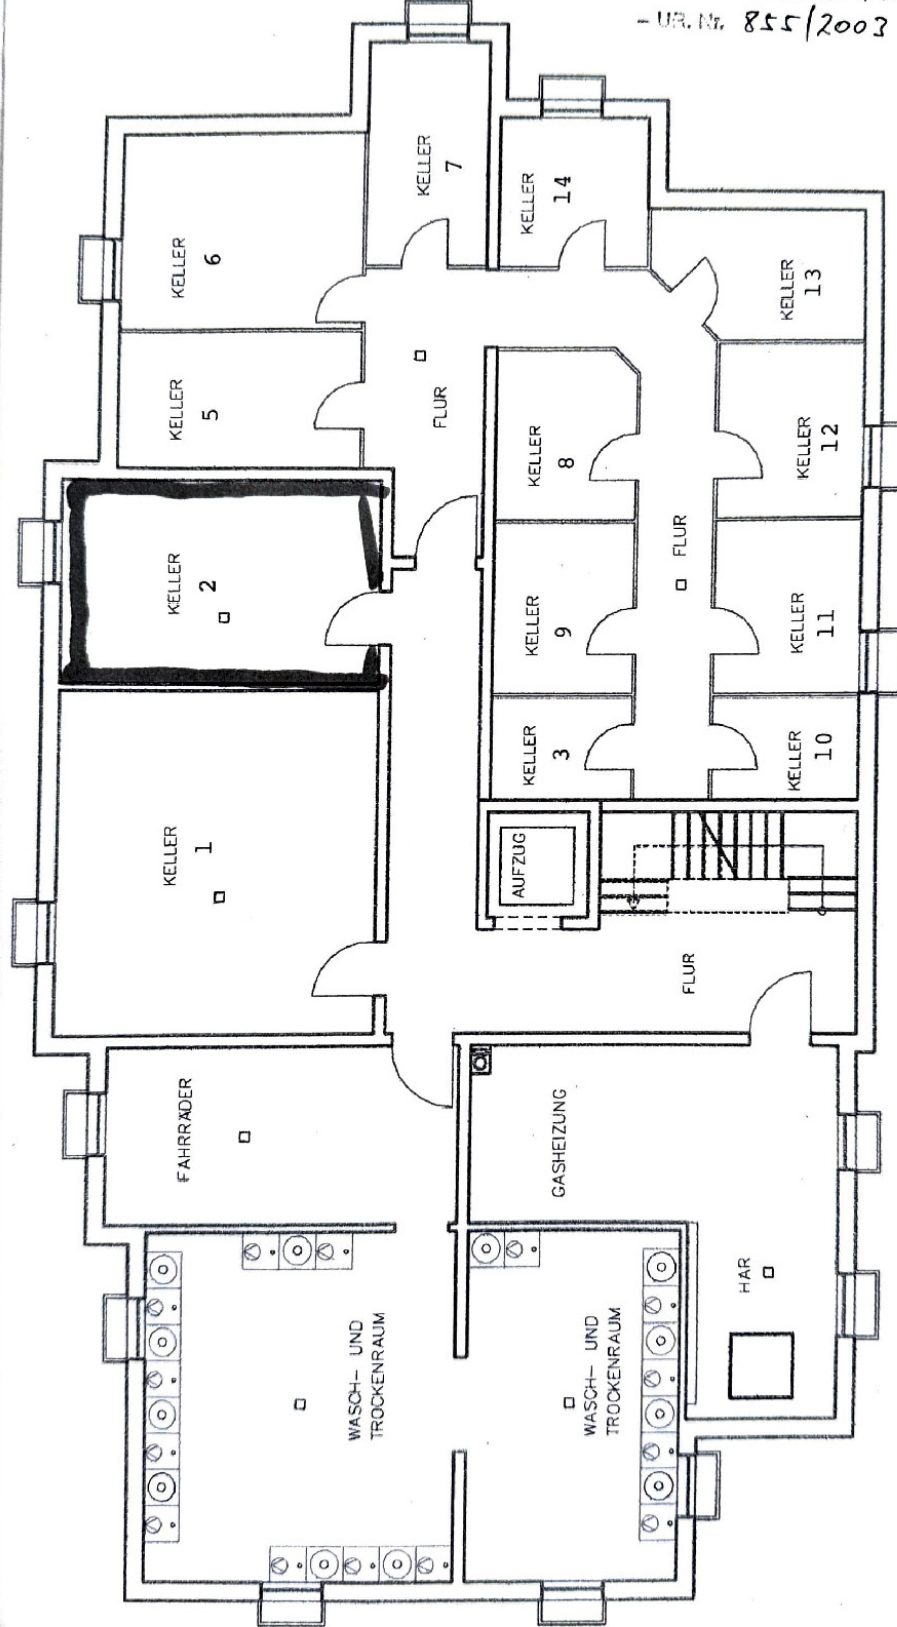 - UR. Nr. 855/2003
KELLER
7
KELLER
14
KELLER
6
KELLER
13
KELLER
5
FLUR
KELLER
8
KELLER
12
KELLER
2
FLUR
KELLER
9
KELLER
11
KELLER
3
KELLER
10
KELLER
1
AUFZUG
FLUR
FAHRRÄDER
GASHEIZUNG
HAR
WASCH- UND
TROCKENRAUM
WASCH- UND
TROCKENRAUM